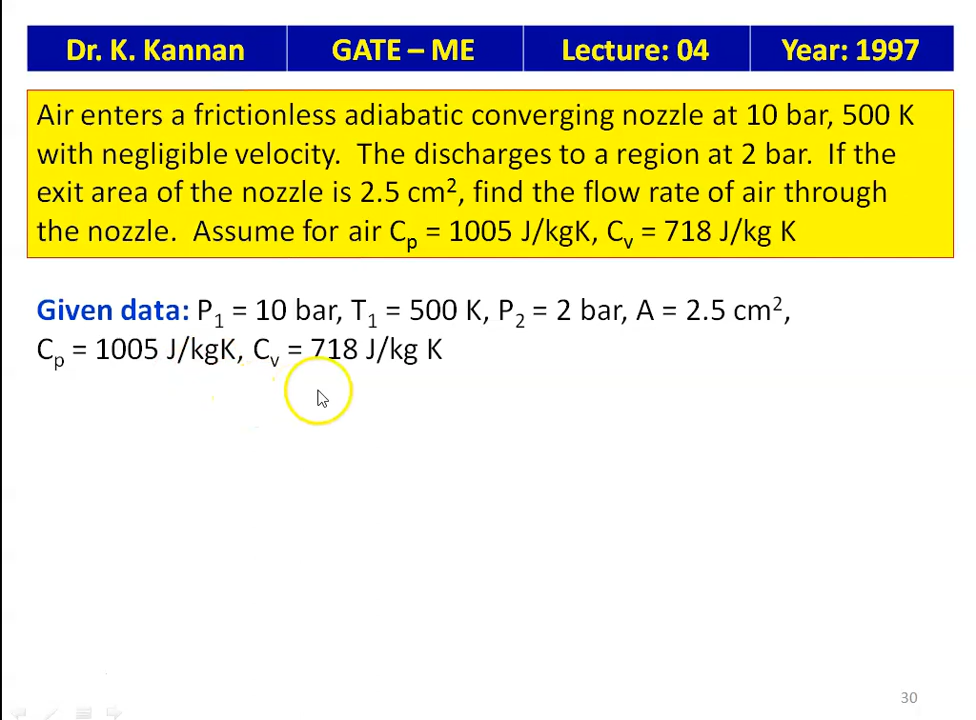 Dr. K. Kannan GATE – ME Lecture: 04 Year: 1997
Air enters a frictionless adiabatic converging nozzle at 10 bar, 500 K
with negligible velocity. The discharges to a region at 2 bar. If the
exit area of the nozzle is 2.5 cm², find the flow rate of air through
the nozzle. Assume for air Cp = 1005 J/kgK, Cv = 718 J/kg K
Given data: P₁ = 10 bar, T₁ = 500 K, P₂ = 2 bar, A = 2.5 cm²,
Cp = 1005 J/kgK, Cv = 718 J/kg K
30